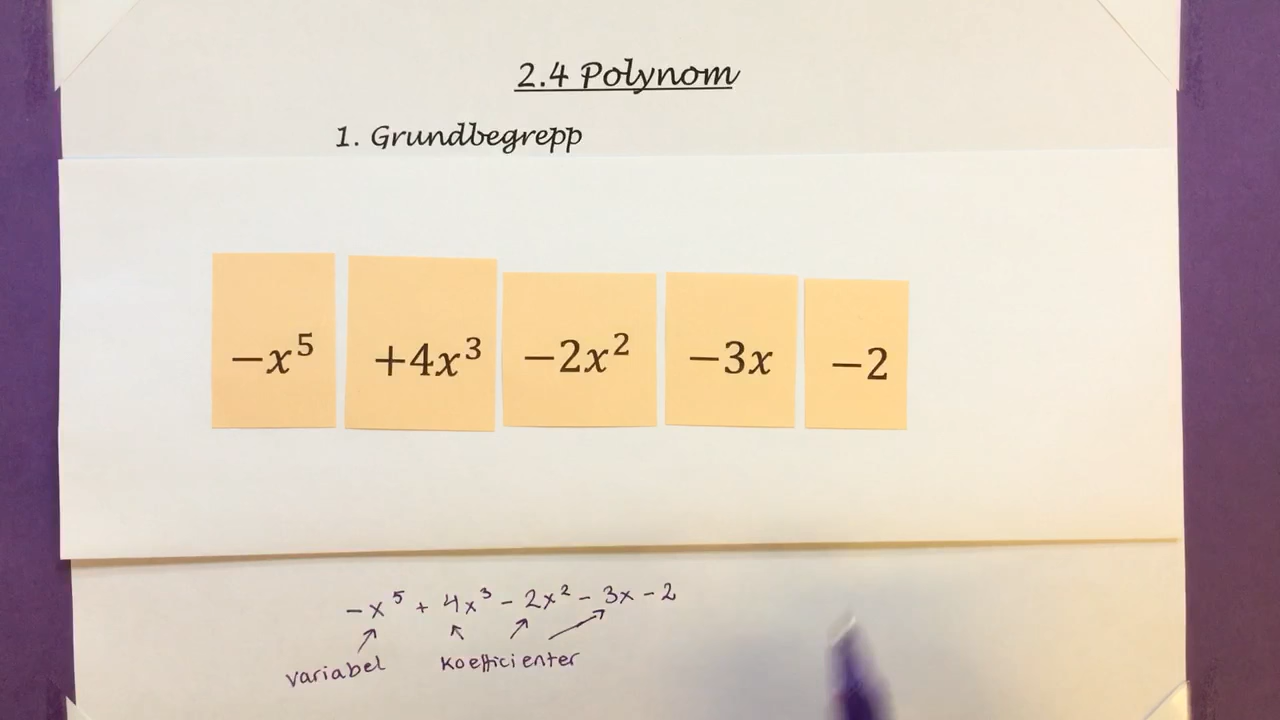 2.4 Polynom
1. Grundbegrepp
−x⁵ +4x³ −2x² −3x −2
−x⁵ + 4x³ − 2x² − 3x − 2
variabel koefficienter